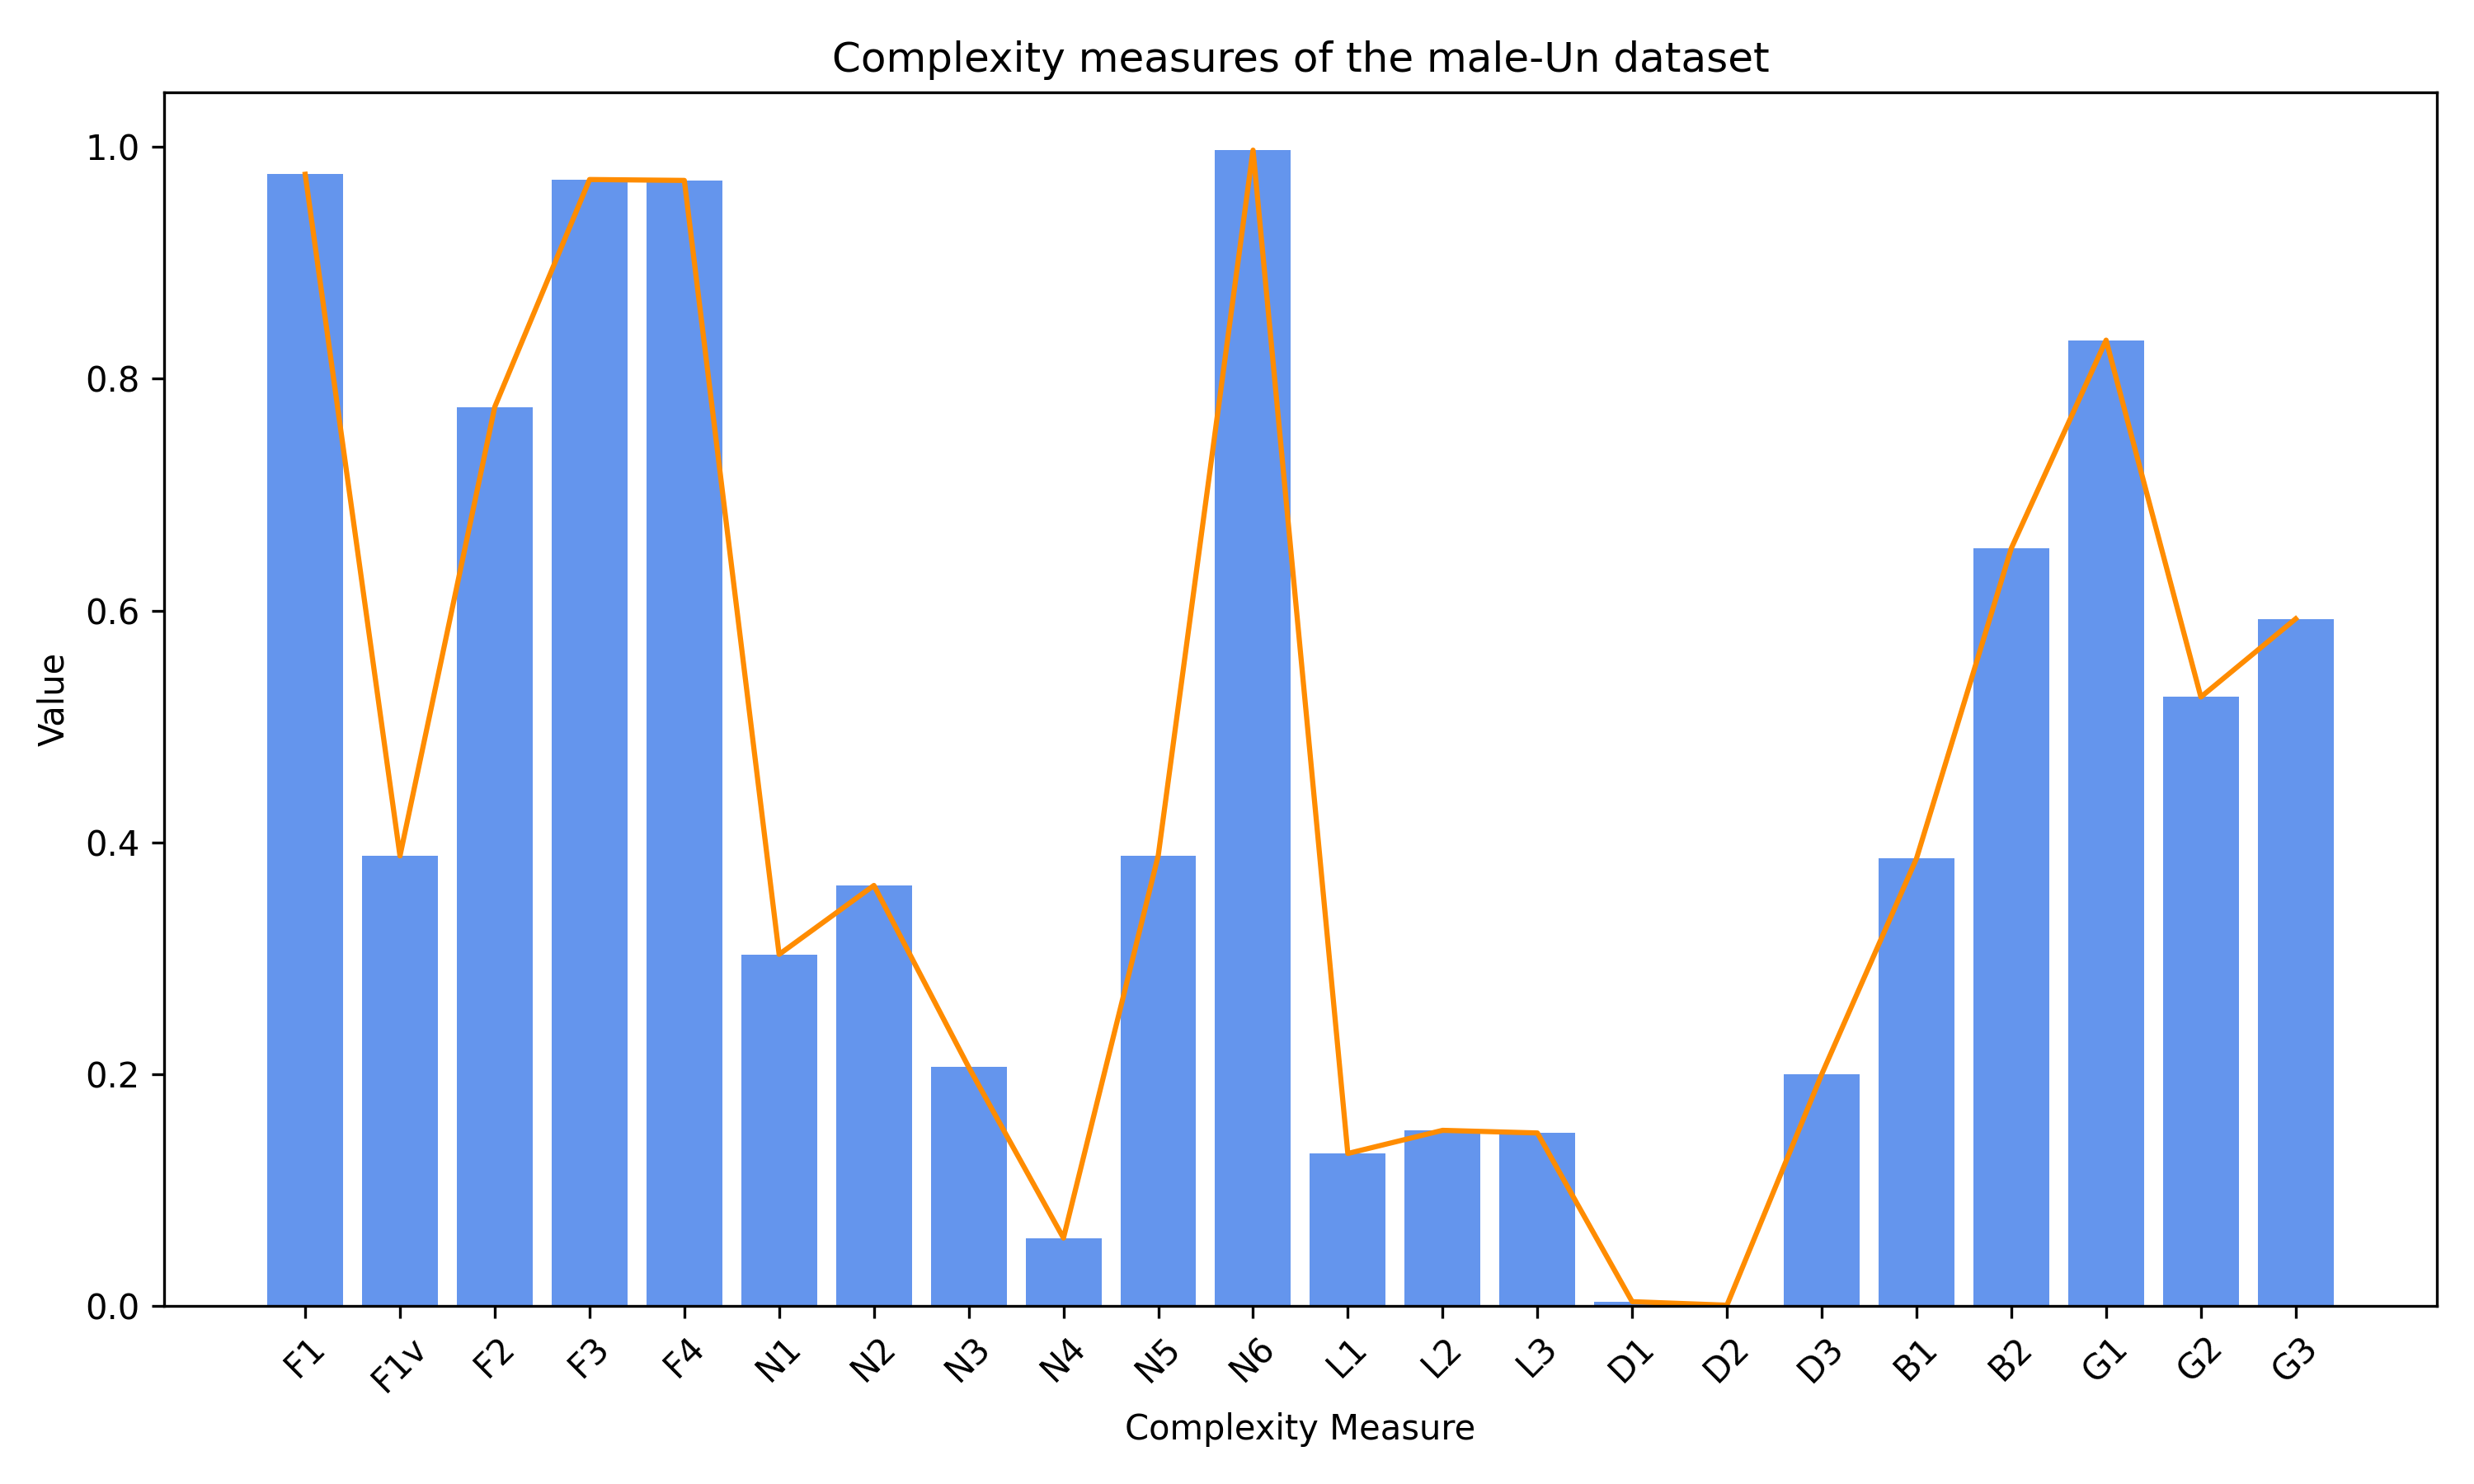 Complexity measures of the male-Un dataset
1.0
0.8
0.6
0.4
0.2
0.0
Value
F1 F1v F2 F3 F4 N1 N2 N3 N4 N5 N6 L1 L2 L3 D1 D2 D3 B1 B2 G1 G2 G3
Complexity Measure